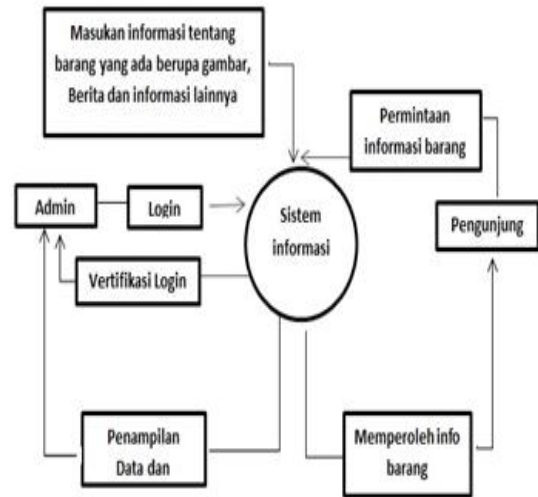 Masukan informasi tentang
barang yang ada berupa gambar,
Berita dan informasi lainnya
Permintaan
informasi barang
Admin
Login
Sistem
informasi
Pengunjung
Vertifikasi Login
Penampilan
Data dan
Memperoleh info
barang